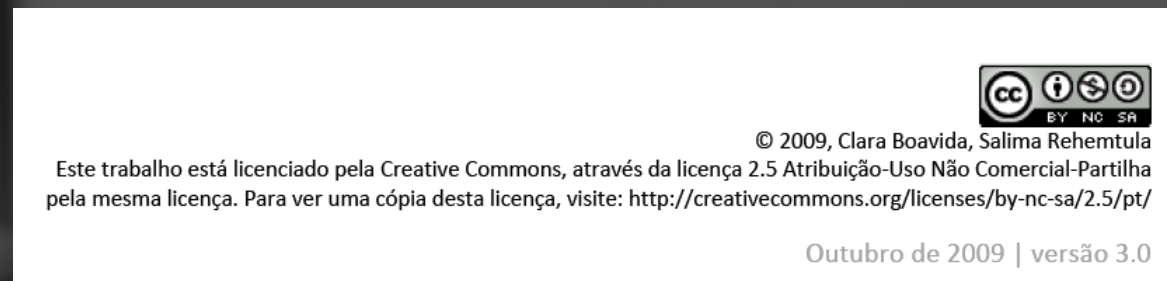 cc
BY NC SA
© 2009, Clara Boavida, Salima Rehemtula
Este trabalho está licenciado pela Creative Commons, através da licença 2.5 Atribuição-Uso Não Comercial-Partilha
pela mesma licença. Para ver uma cópia desta licença, visite: http://creativecommons.org/licenses/by-nc-sa/2.5/pt/
Outubro de 2009 | versão 3.0